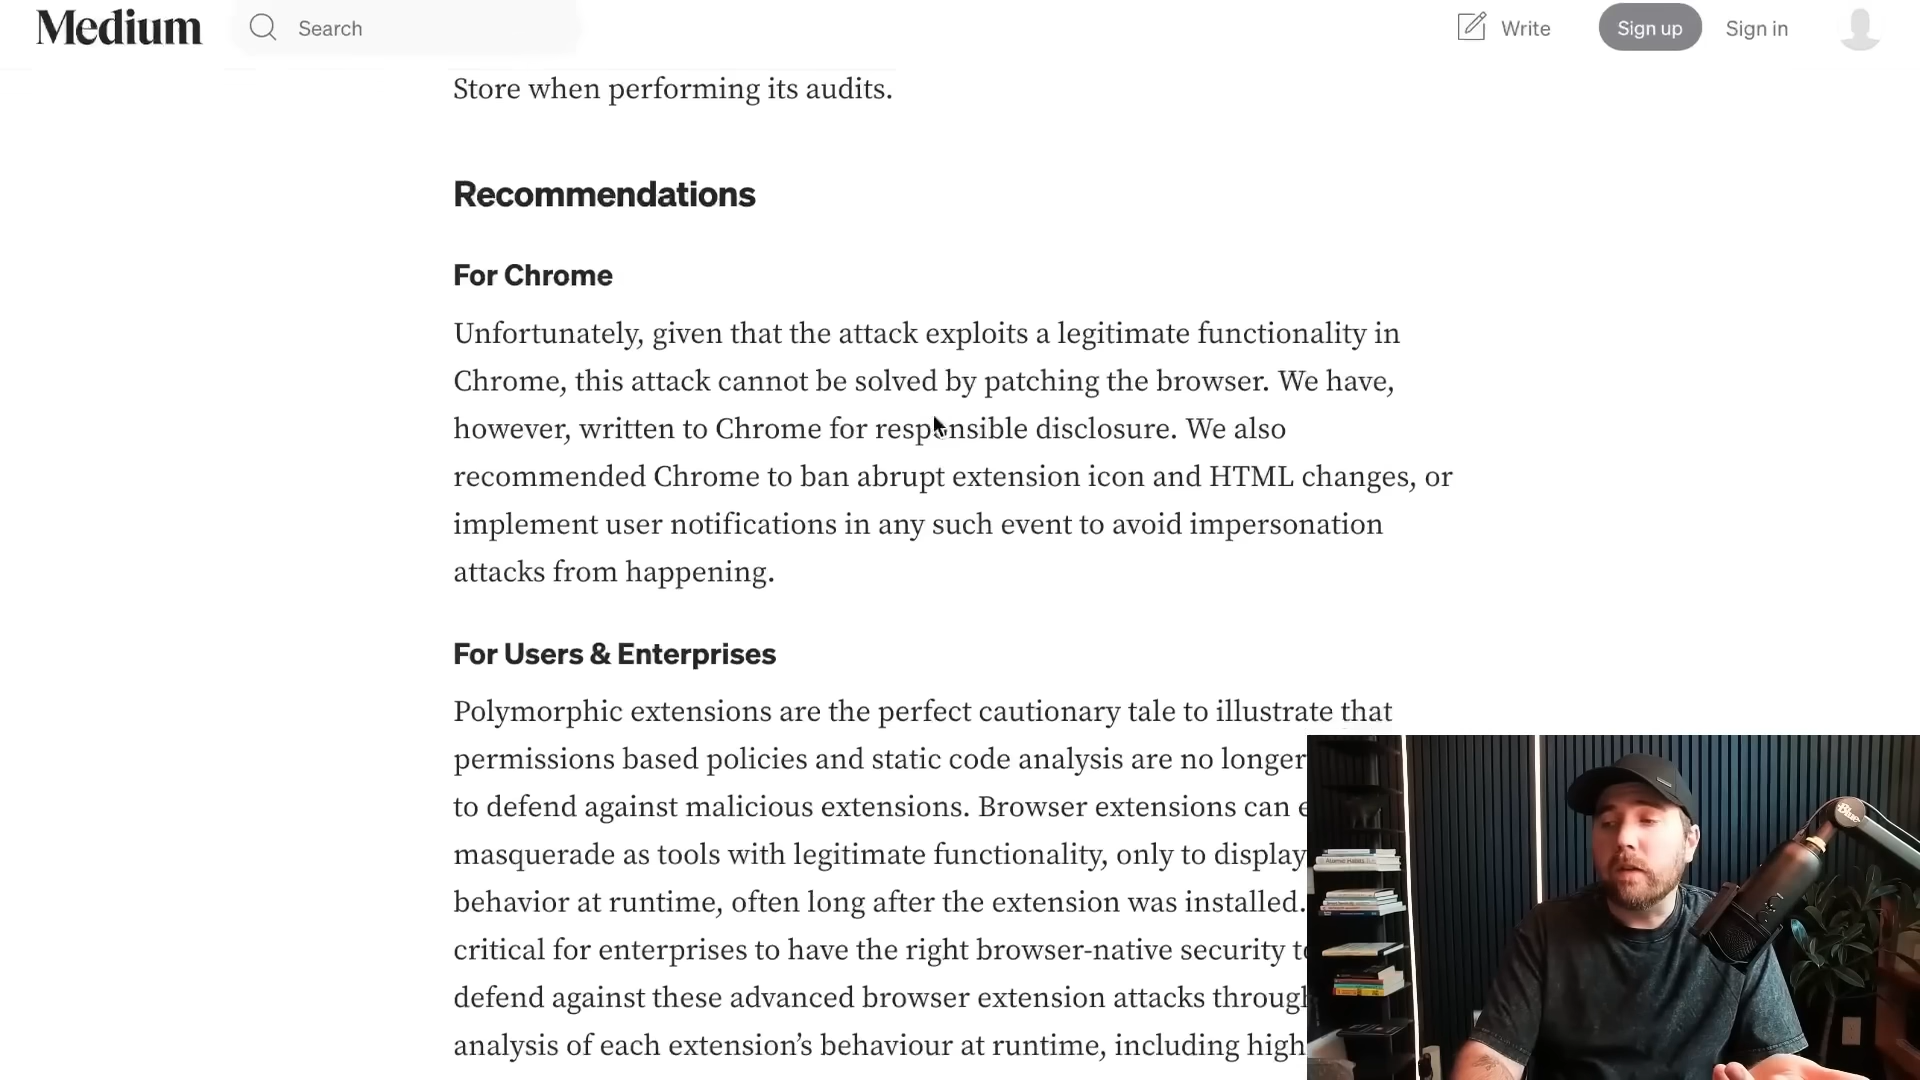 Medium
Search
Write
Sign up
Sign in
Store when performing its audits.
Recommendations
For Chrome
Unfortunately, given that the attack exploits a legitimate functionality in
Chrome, this attack cannot be solved by patching the browser. We have,
however, written to Chrome for responsible disclosure. We also
recommended Chrome to ban abrupt extension icon and HTML changes, or
implement user notifications in any such event to avoid impersonation
attacks from happening.
For Users & Enterprises
Polymorphic extensions are the perfect cautionary tale to illustrate that
permissions based policies and static code analysis are no longer
to defend against malicious extensions. Browser extensions can
masquerade as tools with legitimate functionality, only to display
behavior at runtime, often long after the extension was installed.
critical for enterprises to have the right browser-native security
defend against these advanced browser extension attacks through
analysis of each extension’s behaviour at runtime, including high
Blue